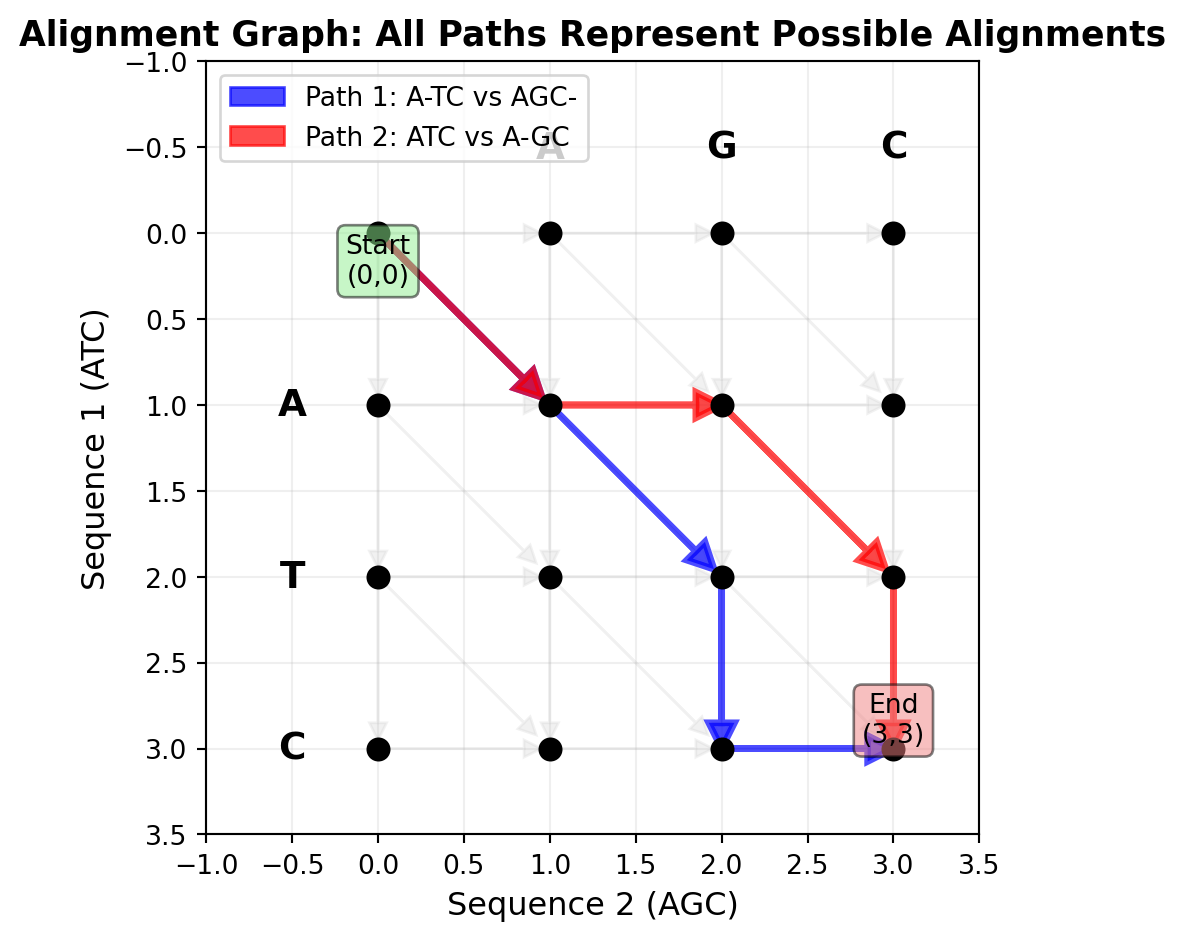 Alignment Graph: All Paths Represent Possible Alignments
Path 1: A-TC vs AGC-
Path 2: ATC vs A-GC
A G C
Start
(0,0)
A
T
C
End
(3,3)
−1.0
−0.5
0.0
0.5
1.0
1.5
2.0
2.5
3.0
3.5
Sequence 1 (ATC)
−1.0 −0.5 0.0 0.5 1.0 1.5 2.0 2.5 3.0 3.5
Sequence 2 (AGC)